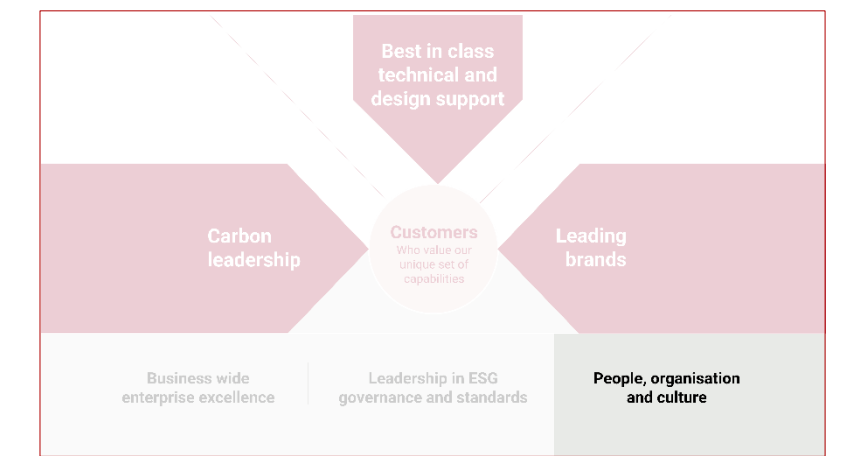 Best in class
technical and
design support
Carbon
leadership
Customers
Who value our
unique set of
capabilities
Leading
brands
Business wide
enterprise excellence
Leadership in ESG
governance and standards
People, organisation
and culture